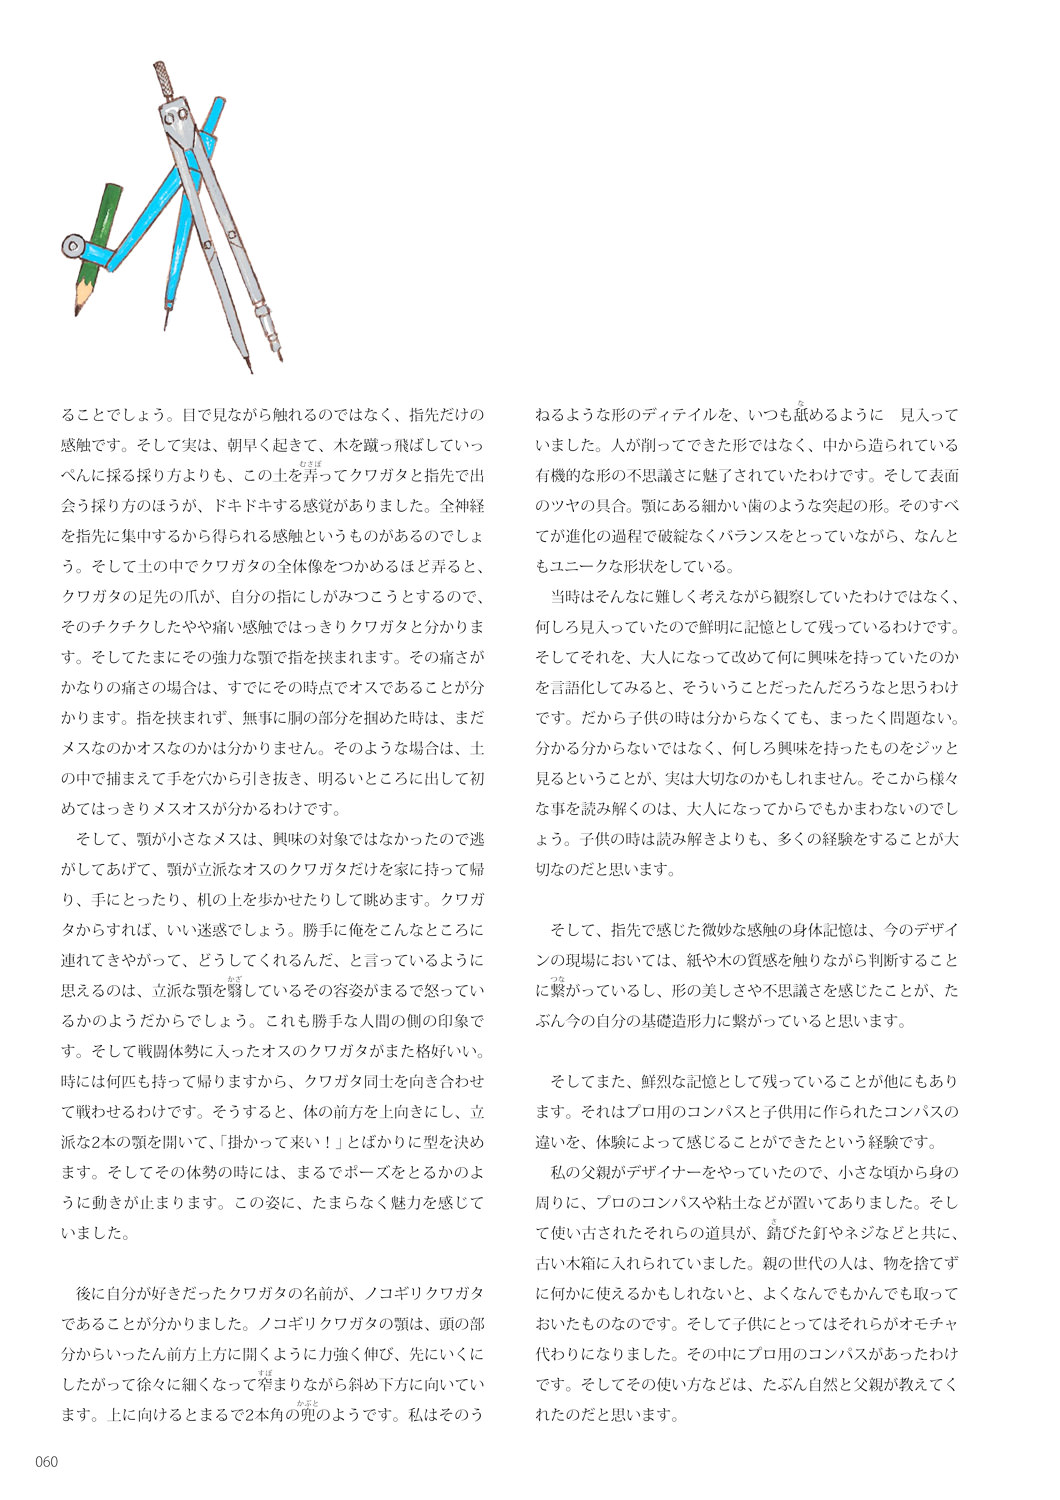 ることでしょう。目で見ながら触れるのではなく、指先だけの
感触です。そして実は、朝早く起きて、木を蹴っ飛ばしていっ
ぺんに採る採り方よりも、この土を弄ってクワガタと指先で出
会う採り方のほうが、ドキドキする感覚がありました。全神経
を指先に集中するから得られる感触というものがあるのでしょ
う。そして土の中でクワガタの全体像をつかめるほど弄ると、
クワガタの足先の爪が、自分の指にしがみつこうとするので、
そのチクチクしたやや痛い感触ではっきりクワガタと分かりま
す。そしてたまにその強力な顎で指を挟まれます。その痛さが
かなりの痛さの場合は、すでにその時点でオスであることが分
かります。指を挟まれず、無事に胴の部分を掴めた時は、まだ
メスなのかオスなのかは分かりません。そのような場合は、土
の中で捕まえて手を穴から引き抜き、明るいところに出して初
めてはっきりメスオスが分かるわけです。
そして、顎が小さなメスは、興味の対象ではなかったので逃
がしてあげて、顎が立派なオスのクワガタだけを家に持って帰
り、手にとったり、机の上を歩かせたりして眺めます。クワガ
タからすれば、いい迷惑でしょう。勝手に俺をこんなところに
連れてきやがって、どうしてくれるんだ、と言っているように
思えるのは、立派な顎を翳しているその容姿がまるで怒ってい
るかのようだからでしょう。これも勝手な人間の側の印象で
す。そして戦闘体勢に入ったオスのクワガタがまた格好いい。
時には何匹も持って帰りますから、クワガタ同士を向き合わせ
て戦わせるわけです。そうすると、体の前方を上向きにし、立
派な2本の顎を開いて、「掛かって来い！」とばかりに型を決め
ます。そしてその体勢の時には、まるでポーズをとるかのよ
うに動きが止まります。この姿に、たまらなく魅力を感じて
いました。
後に自分が好きだったクワガタの名前が、ノコギリクワガタ
であることが分かりました。ノコギリクワガタの顎は、頭の部
分からいったん前方上方に開くように力強く伸び、先にいくに
したがって徐々に細くなって窄まりながら斜め下方に向いてい
ます。上に向けるとまるで2本角の兜のようです。私はそのう
ねるような形のディテイルを、いつも舐めるように　見入って
いました。人が削ってできた形ではなく、中から造られている
有機的な形の不思議さに魅了されていたわけです。そして表面
のツヤの具合。顎にある細かい歯のような突起の形。そのすべ
てが進化の過程で破綻なくバランスをとっていながら、なんと
もユニークな形状をしている。
当時はそんなに難しく考えながら観察していたわけではなく、
何しろ見入っていたので鮮明に記憶として残っているわけです。
そしてそれを、大人になって改めて何に興味を持っていたのか
を言語化してみると、そういうことだったんだろうなと思うわけ
です。だから子供の時は分からなくても、まったく問題ない。
分かる分からないではなく、何しろ興味を持ったものをジッと
見るということが、実は大切なのかもしれません。そこから様々
な事を読み解くのは、大人になってからでもかまわないのでし
ょう。子供の時は読み解きよりも、多くの経験をすることが大
切なのだと思います。
そして、指先で感じた微妙な感触の身体記憶は、今のデザイ
ンの現場においては、紙や木の質感を触りながら判断すること
に繋がっているし、形の美しさや不思議さを感じたことが、た
ぶん今の自分の基礎造形力に繋がっていると思います。
そしてまた、鮮烈な記憶として残っていることが他にもあり
ます。それはプロ用のコンパスと子供用に作られたコンパスの
違いを、体験によって感じることができたという経験です。
私の父親がデザイナーをやっていたので、小さな頃から身の
周りに、プロのコンパスや粘土などが置いてありました。そし
て使い古されたそれらの道具が、錆びた釘やネジなどと共に、
古い木箱に入れられていました。親の世代の人は、物を捨てず
に何かに使えるかもしれないと、よくなんでもかんでも取って
おいたものなのです。そして子供にとってはそれらがオモチャ
代わりになりました。その中にプロ用のコンパスがあったわけ
です。そしてその使い方などは、たぶん自然と父親が教えてく
れたのだと思います。
060